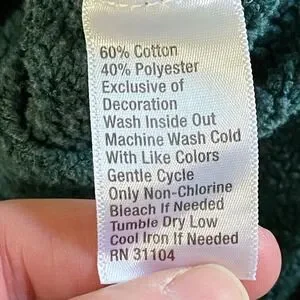 60% Cotton
40% Polyester
Exclusive of
Decoration
Wash Inside Out
Machine Wash Cold
With Like Colors
Gentle Cycle
Only Non-Chlorine
Bleach If Needed
Tumble Dry Low
Cool Iron If Needed
RN 31104